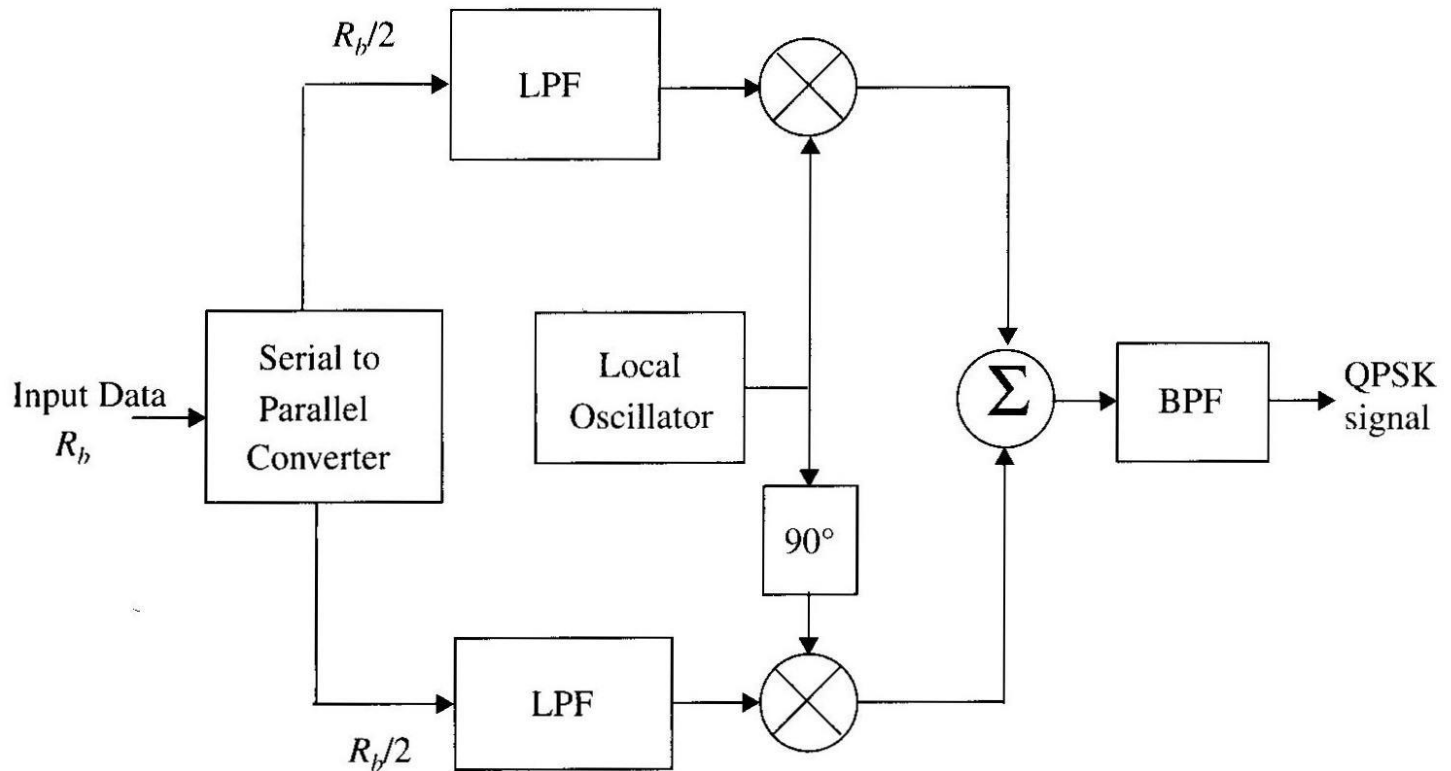 R_b/2
LPF
Serial to
Parallel
Converter
Input Data
R_b
Local
Oscillator
90°
Σ
BPF
QPSK
signal
LPF
R_b/2